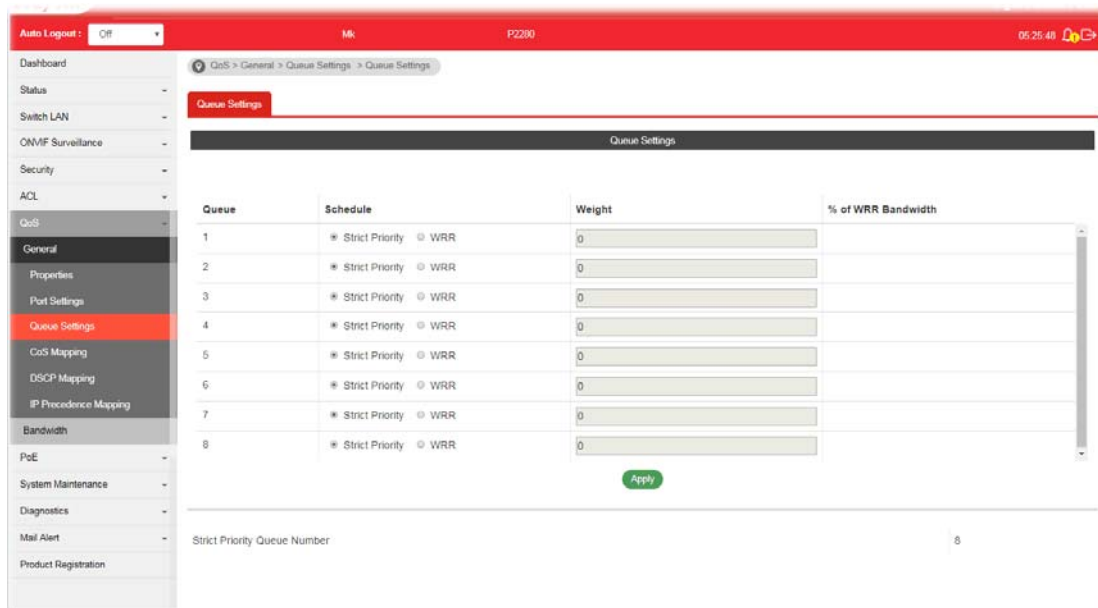 Auto Logout : Off Mk P2280 05:25:48
Dashboard
QoS > General > Queue Settings > Queue Settings
Status
Queue Settings
Switch LAN
ONVIF Surveillance
Queue Settings
Security
ACL
Queue Schedule Weight % of WRR Bandwidth
QoS
1 Strict Priority WRR 0
General
2 Strict Priority WRR 0
Properties
3 Strict Priority WRR 0
Port Settings
4 Strict Priority WRR 0
Queue Settings
5 Strict Priority WRR 0
CoS Mapping
6 Strict Priority WRR 0
DSCP Mapping
IP Precedence Mapping
7 Strict Priority WRR 0
Bandwidth
8 Strict Priority WRR 0
PoE
Apply
System Maintenance
Diagnostics
Mail Alert
Strict Priority Queue Number 8
Product Registration